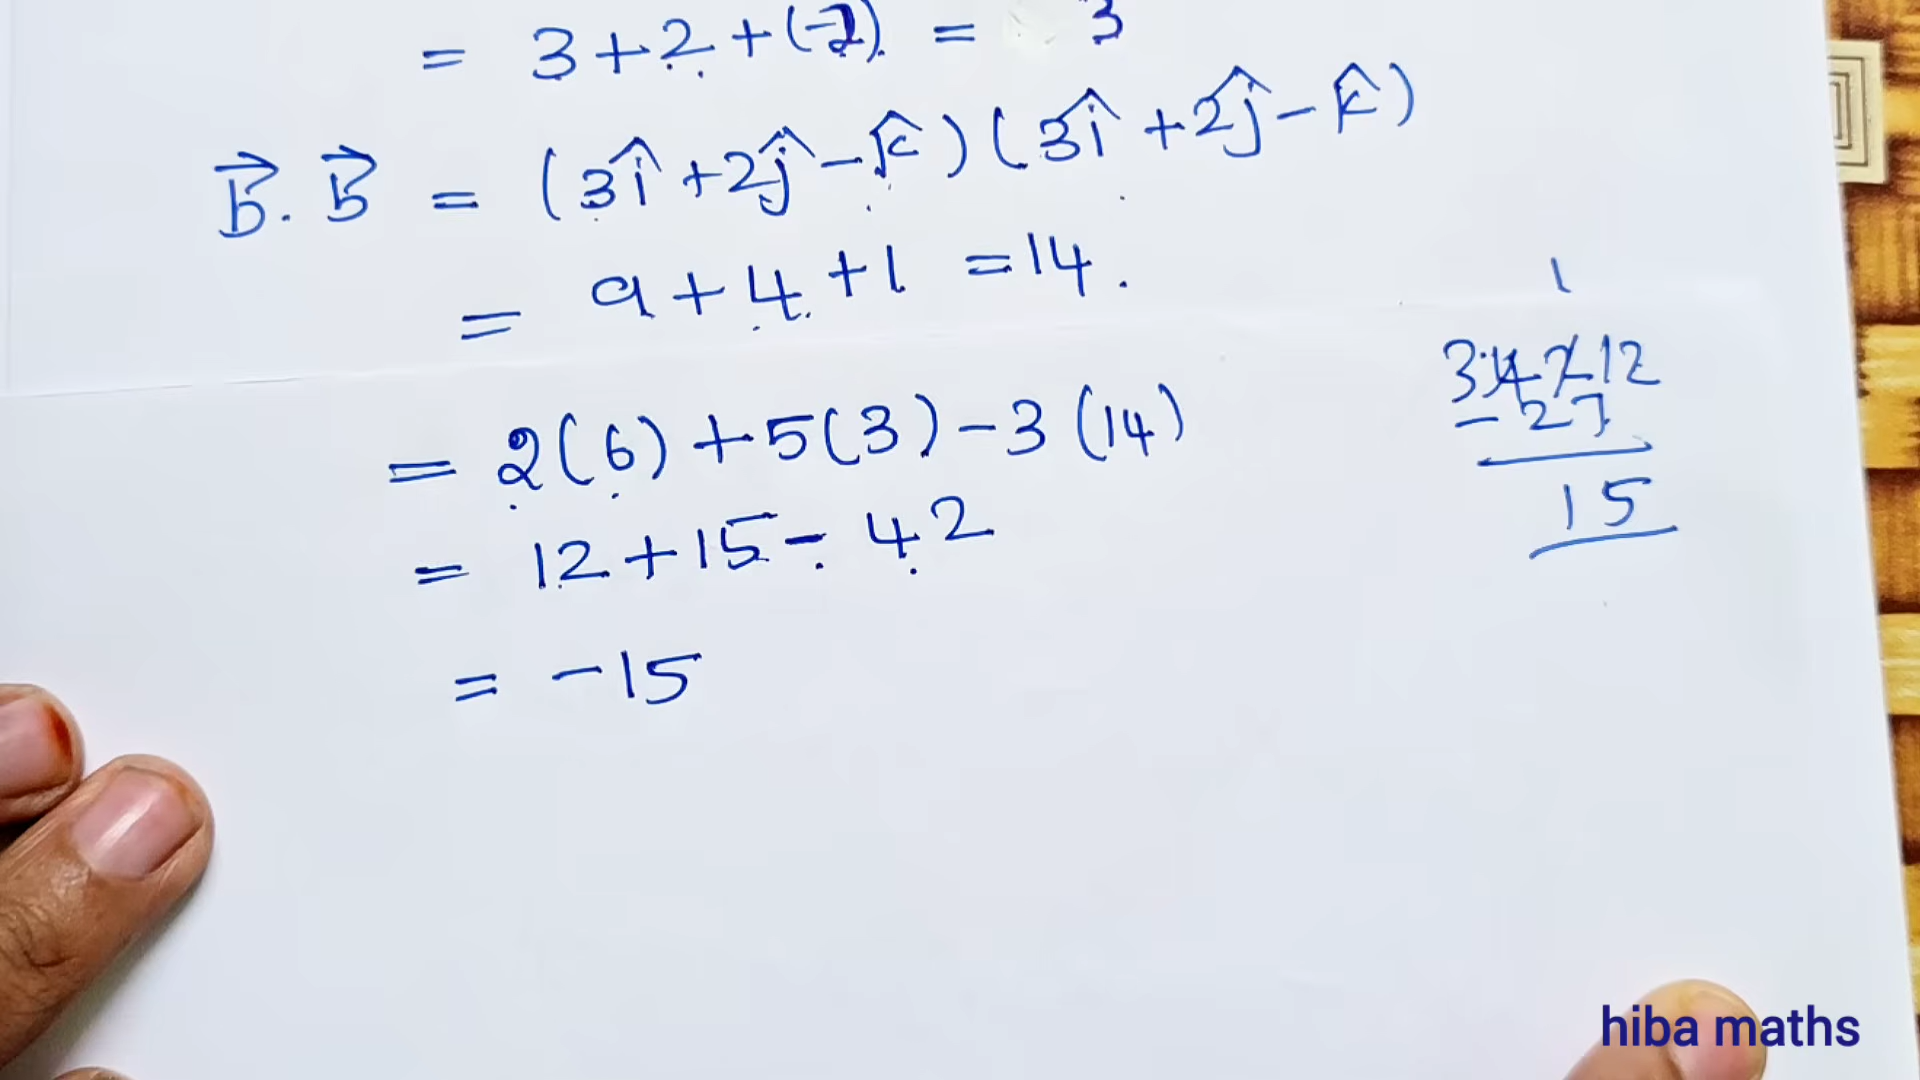 = 3 + 2 + (-2) = 3
b⃗ . b⃗ = (3î + 2ĵ - k̂) (3î + 2ĵ - k̂)
= 9 + 4 + 1 = 14 .
= 2(6) + 5(3) - 3(14)
= 12 + 15 - 42
= -15
1
3 4 2 12
- 27
15
hiba maths